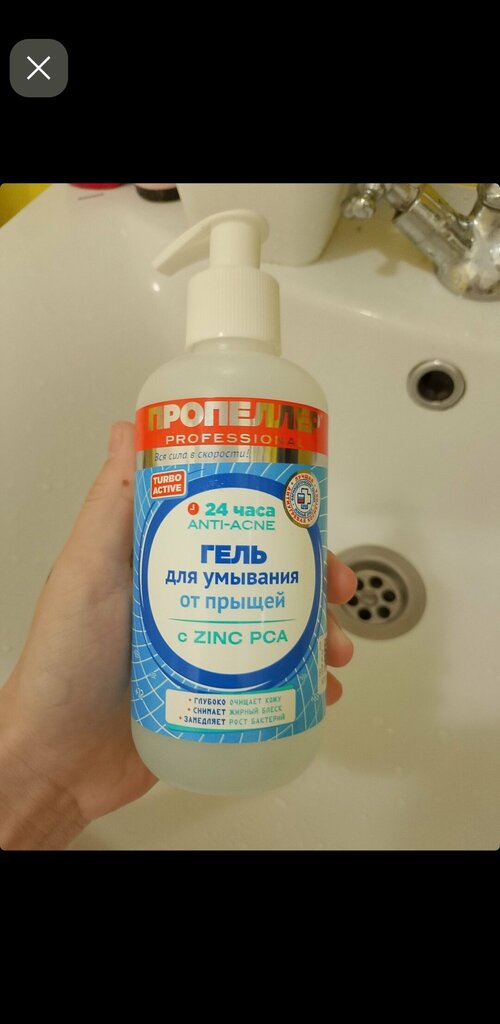 ПРОПЕЛЛЕР
PROFESSIONAL
Вся сила в скорости!
TURBO
ACTIVE
24 часа
ANTI-ACNE
ГЕЛЬ
для умывания
от прыщей
с ZINC PCA
• ГЛУБОКО ОЧИЩАЕТ КОЖУ
• СНИМАЕТ ЖИРНЫЙ БЛЕСК
• ЗАМЕДЛЯЕТ РОСТ БАКТЕРИЙ